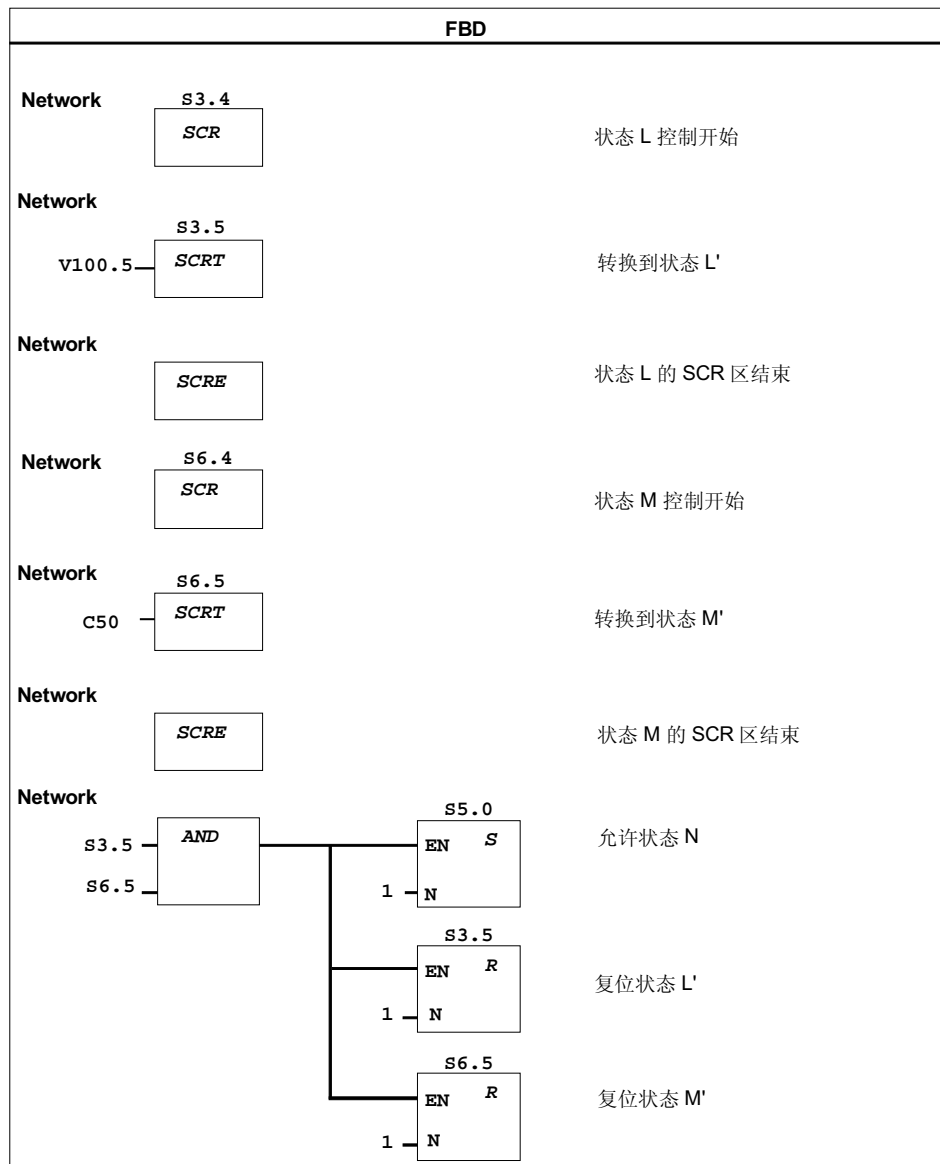 FBD
Network
S3.4
SCR
状态 L 控制开始
Network
S3.5
V100.5
SCRT
转换到状态 L'
Network
SCRE
状态 L 的 SCR 区结束
Network
S6.4
SCR
状态 M 控制开始
Network
S6.5
C50
SCRT
转换到状态 M'
Network
SCRE
状态 M 的 SCR 区结束
Network
S3.5
S6.5
AND
S5.0
EN S
1 N
允许状态 N
S3.5
EN R
1 N
复位状态 L'
S6.5
EN R
1 N
复位状态 M'